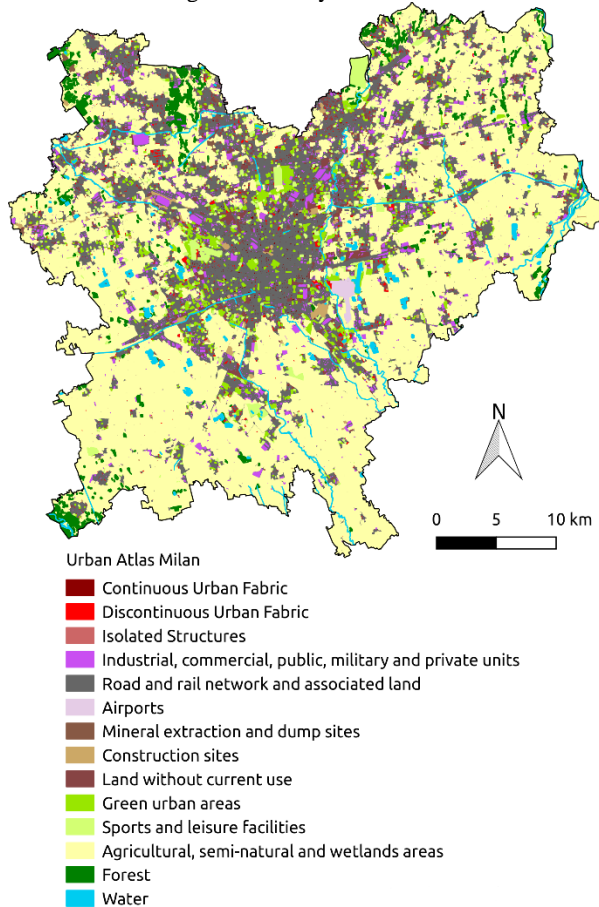 N
0 5 10 km
Urban Atlas Milan
Continuous Urban Fabric
Discontinuous Urban Fabric
Isolated Structures
Industrial, commercial, public, military and private units
Road and rail network and associated land
Airports
Mineral extraction and dump sites
Construction sites
Land without current use
Green urban areas
Sports and leisure facilities
Agricultural, semi-natural and wetlands areas
Forest
Water